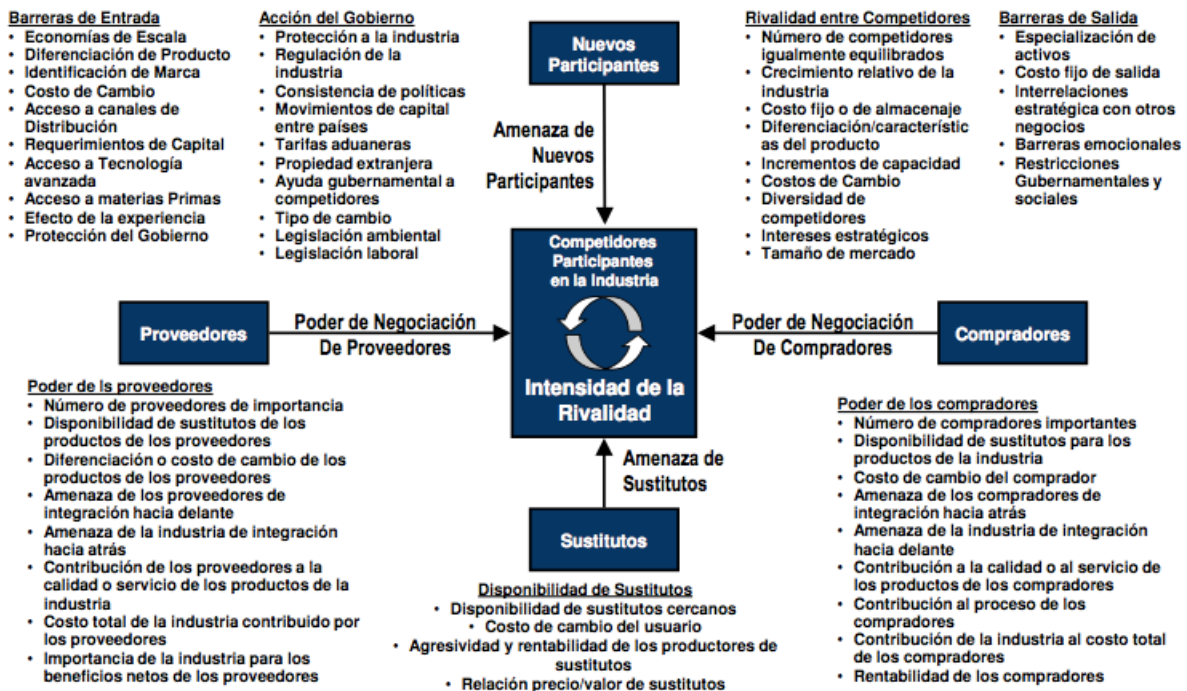 Barreras de Entrada
• Economías de Escala
• Diferenciación de Producto
• Identificación de Marca
• Costo de Cambio
• Acceso a canales de
Distribución
• Requerimientos de Capital
• Acceso a Tecnología
avanzada
• Acceso a materias Primas
• Efecto de la experiencia
• Protección del Gobierno
Acción del Gobierno
• Protección a la industria
• Regulación de la
industria
• Consistencia de políticas
• Movimientos de capital
entre países
• Tarifas aduaneras
• Propiedad extranjera
• Ayuda gubernamental a
competidores
• Tipo de cambio
• Legislación ambiental
• Legislación laboral
Nuevos
Participantes
Amenaza de
Nuevos
Participantes
Rivalidad entre Competidores
• Número de competidores
igualmente equilibrados
• Crecimiento relativo de la
industria
• Costo fijo o de almacenaje
• Diferenciación/característic
as del producto
• Incrementos de capacidad
• Costos de Cambio
• Diversidad de
competidores
• Intereses estratégicos
• Tamaño de mercado
Barreras de Salida
• Especialización de
activos
• Costo fijo de salida
• Interrelaciones
estratégica con otros
negocios
• Barreras emocionales
• Restricciones
Gubernamentales y
sociales
Proveedores
Poder de Negociación
De Proveedores
Competidores
Participantes
en la Industria
Intensidad de la
Rivalidad
Poder de Negociación
De Compradores
Compradores
Poder de ls proveedores
• Número de proveedores de importancia
• Disponibilidad de sustitutos de los
productos de los proveedores
• Diferenciación o costo de cambio de los
productos de los proveedores
• Amenaza de los proveedores de
integración hacia delante
• Amenaza de la industria de integración
hacia atrás
• Contribución de los proveedores a la
calidad o servicio de los productos de la
industria
• Costo total de la industria contribuido por
los proveedores
• Importancia de la industria para los
beneficios netos de los proveedores
Amenaza de
Sustitutos
Sustitutos
Disponibilidad de Sustitutos
• Disponibilidad de sustitutos cercanos
• Costo de cambio del usuario
• Agresividad y rentabilidad de los productores de
sustitutos
• Relación precio/valor de sustitutos
Poder de los compradores
• Número de compradores importantes
• Disponibilidad de sustitutos para los
productos de la industria
• Costo de cambio del comprador
• Amenaza de los compradores de
integración hacia atrás
• Amenaza de la industria de integración
hacia delante
• Contribución a la calidad o al servicio de
los productos de los compradores
• Contribución al proceso de los
compradores
• Contribución de la industria al costo total
de los compradores
• Rentabilidad de los compradores